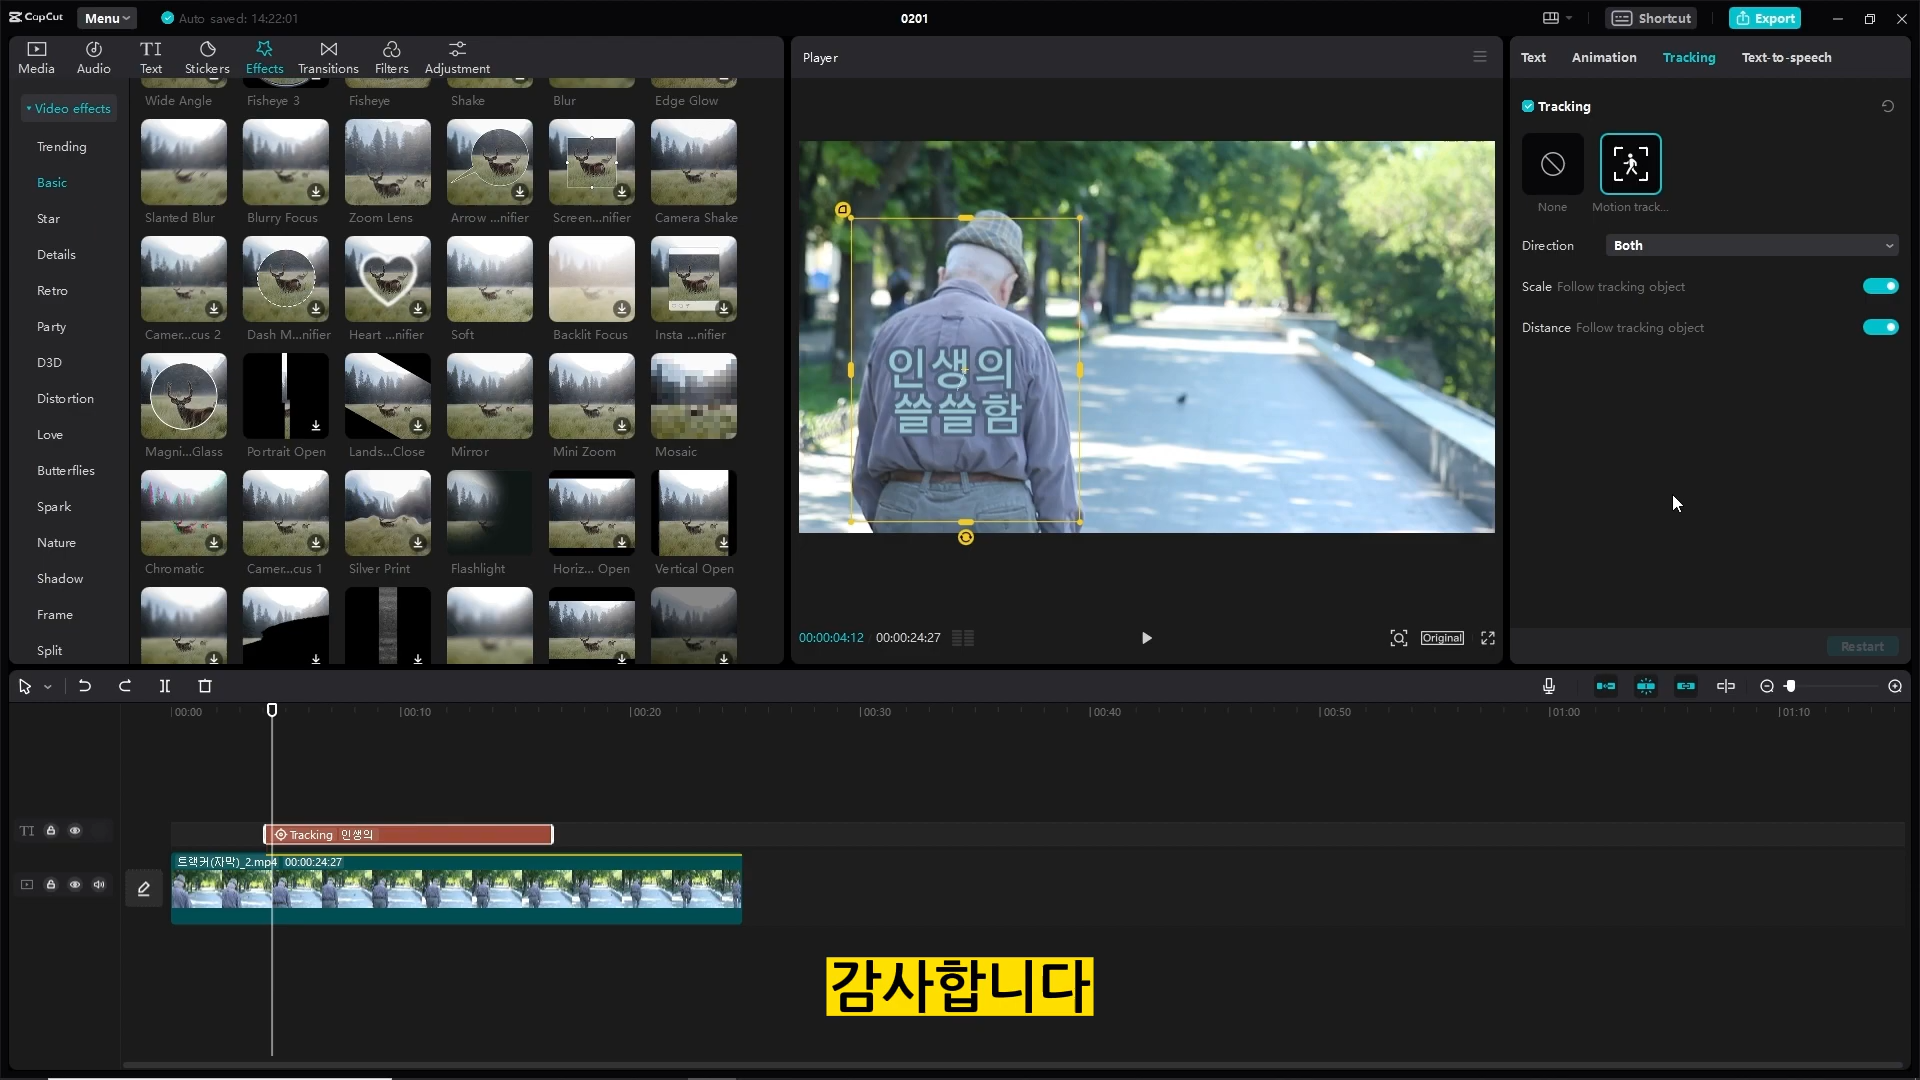 CapCut
Menu
Auto saved: 14:22:01
0201
Shortcut
Export
Media
Audio
Text
Stickers
Effects
Transitions
Filters
Adjustment
Video effects
Trending
Basic
Star
Details
Retro
Party
D3D
Distortion
Love
Butterflies
Spark
Nature
Shadow
Frame
Split
Wide Angle
Fisheye 3
Fisheye
Shake
Blur
Edge Glow
Slanted Blur
Blurry Focus
Zoom Lens
Arrow ...nifier
Screen...nifier
Camera Shake
Camer...cus 2
Dash M...nifier
Heart ...nifier
Soft
Backlit Focus
Insta ...nifier
Magni...Glass
Portrait Open
Lands...Close
Mirror
Mini Zoom
Mosaic
Chromatic
Camer...cus 1
Silver Print
Flashlight
Horiz... Open
Vertical Open
Player
인생의
쓸쓸함
00:00:04:12
00:00:24:27
Original
Text
Animation
Tracking
Text-to-speech
Tracking
None
Motion track...
Direction
Both
Scale Follow tracking object
Distance Follow tracking object
Restart
00:00
00:10
00:20
00:30
00:40
00:50
01:00
01:10
TI
Tracking 인생의
트랙커(자막)_2.mp4 00:00:24:27
감사합니다